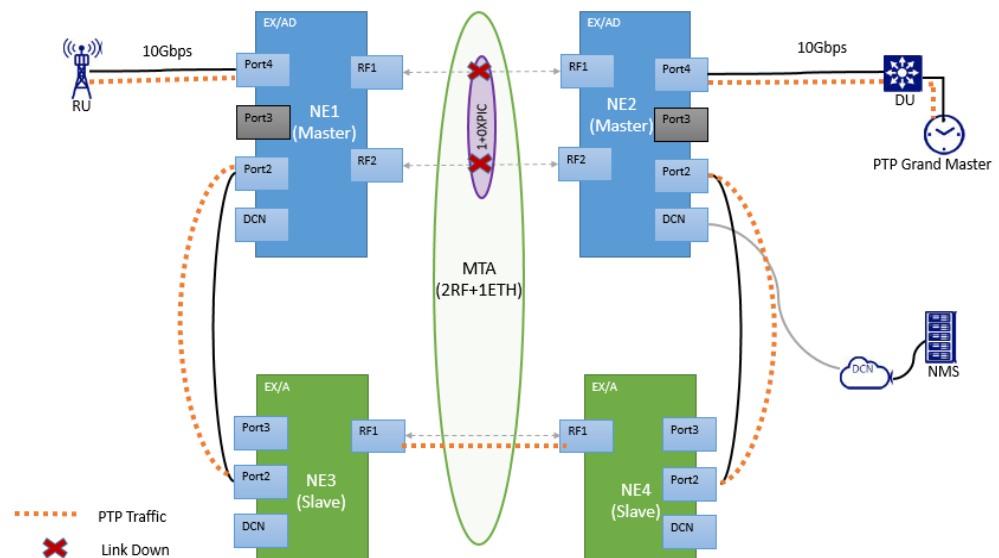 EX/AD
EX/AD
10Gbps
10Gbps
Port4
RF1
RF1
Port4
RU
NE1
(Master)
1+0XPIC
NE2
(Master)
DU
Port3
Port3
PTP Grand Master
Port2
RF2
RF2
Port2
DCN
DCN
MTA
(2RF+1ETH)
DCN
NMS
EX/A
EX/A
Port3
RF1
RF1
Port3
Port2
NE3
(Slave)
NE4
(Slave)
Port2
DCN
DCN
PTP Traffic
Link Down